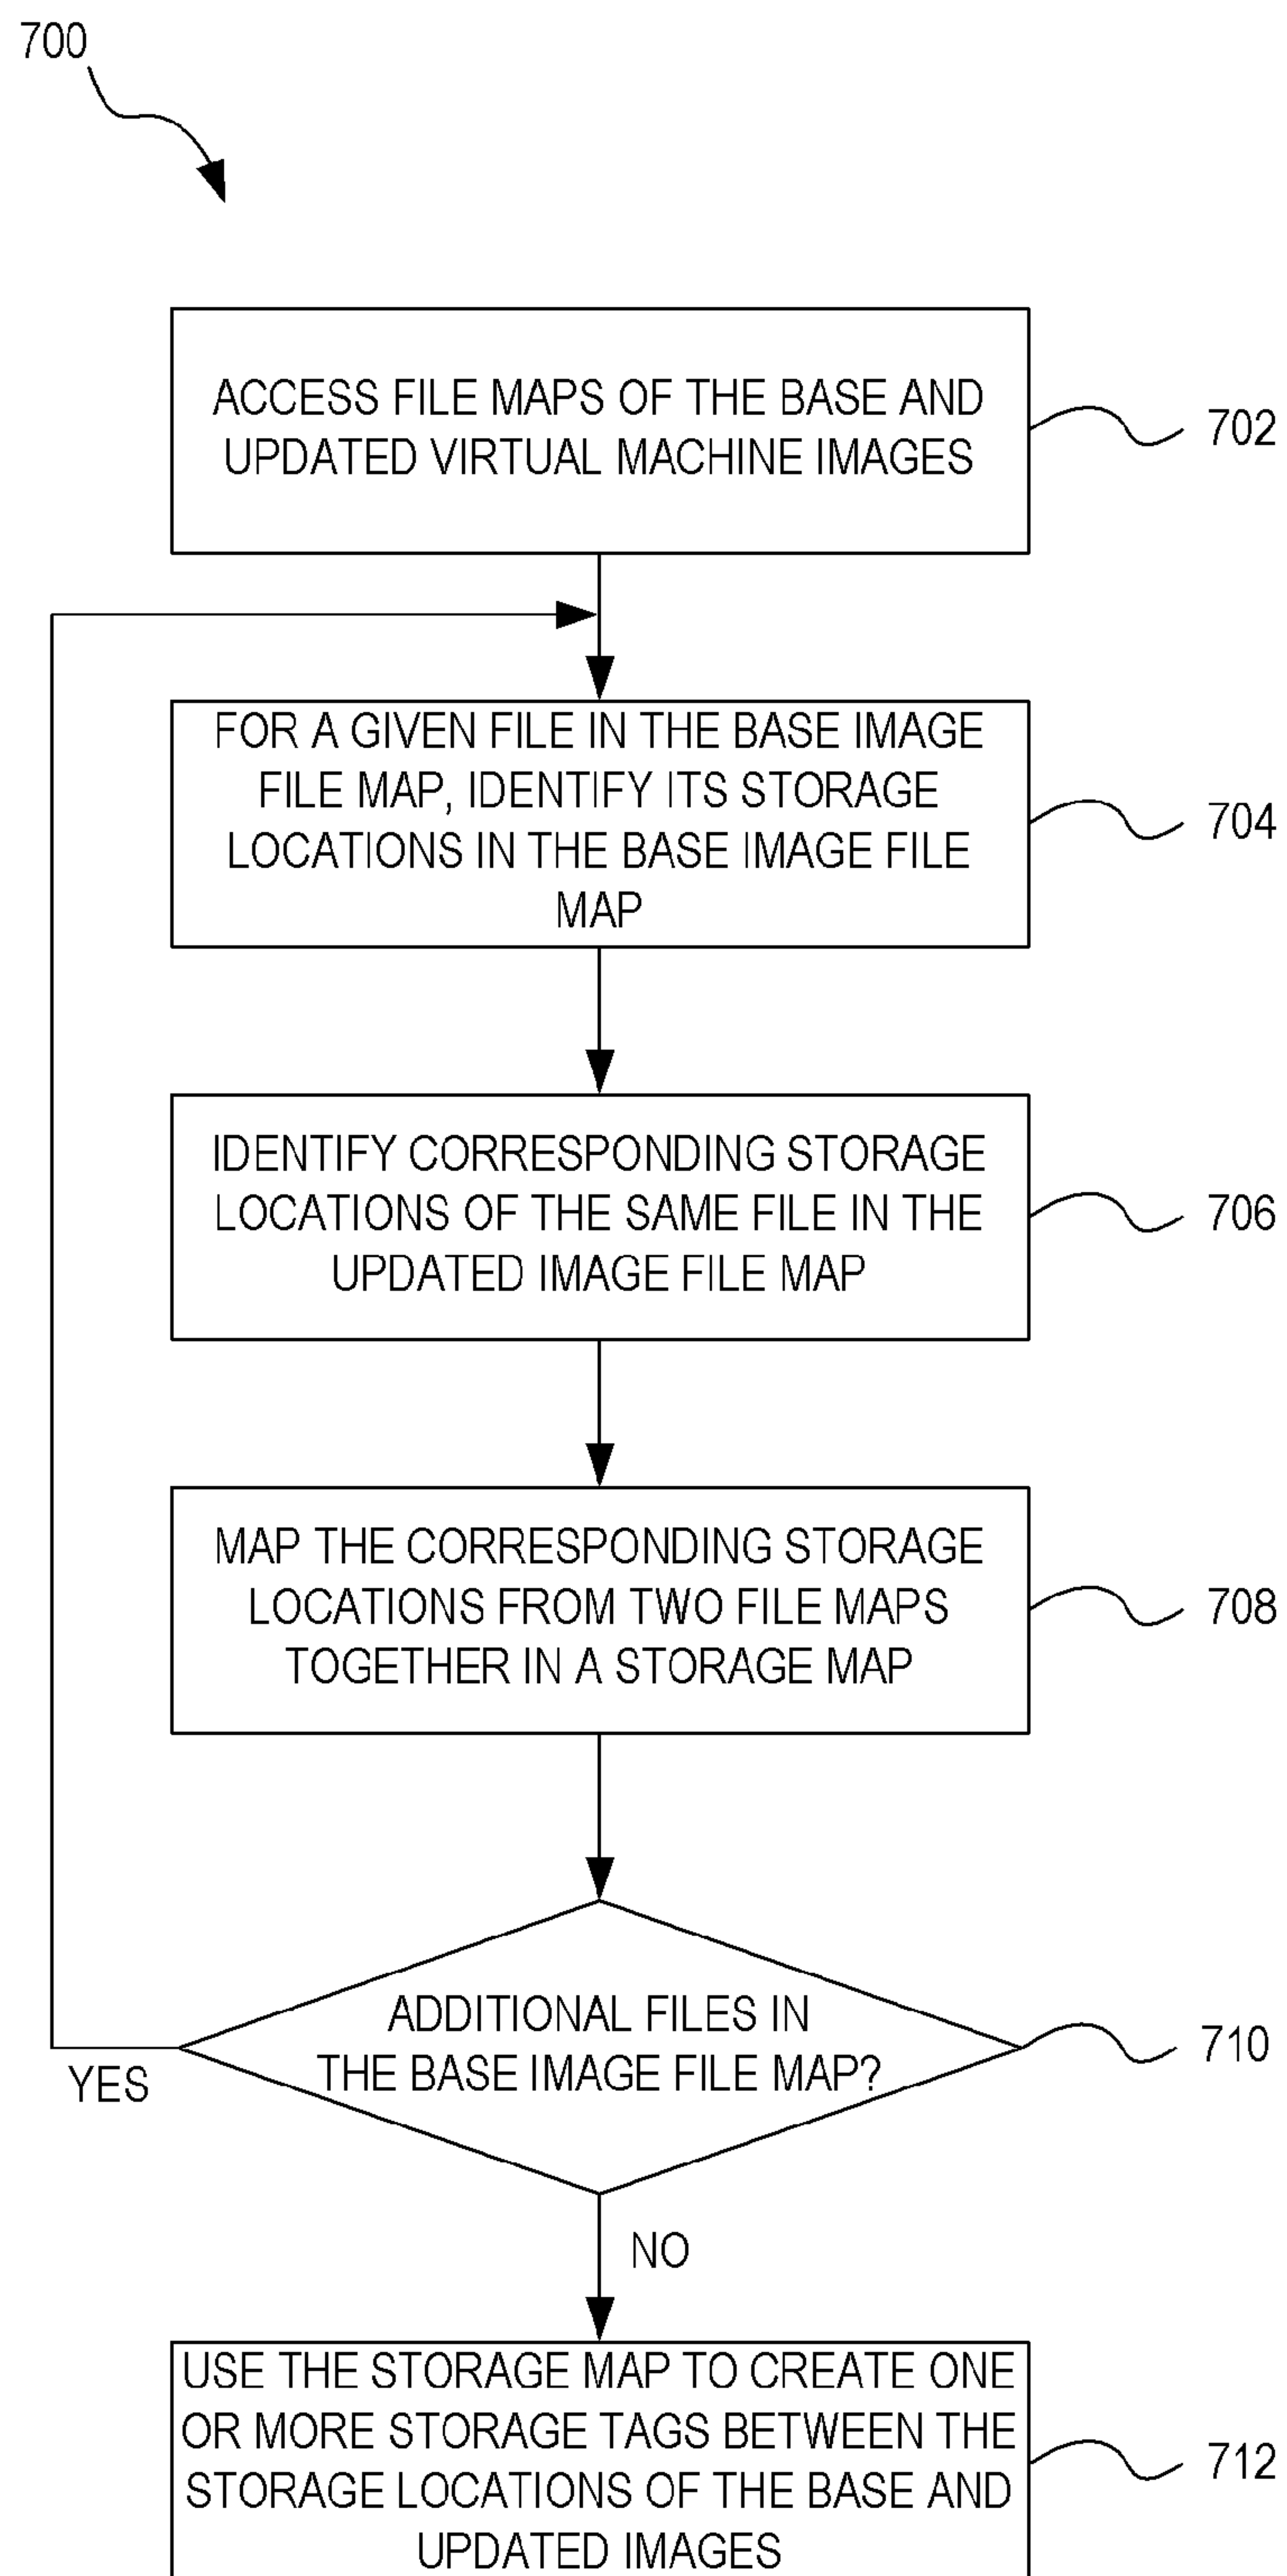 700
ACCESS FILE MAPS OF THE BASE AND
UPDATED VIRTUAL MACHINE IMAGES
702
FOR A GIVEN FILE IN THE BASE IMAGE
FILE MAP, IDENTIFY ITS STORAGE
LOCATIONS IN THE BASE IMAGE FILE
MAP
704
IDENTIFY CORRESPONDING STORAGE
LOCATIONS OF THE SAME FILE IN THE
UPDATED IMAGE FILE MAP
706
MAP THE CORRESPONDING STORAGE
LOCATIONS FROM TWO FILE MAPS
TOGETHER IN A STORAGE MAP
708
ADDITIONAL FILES IN
THE BASE IMAGE FILE MAP?
710
YES
NO
USE THE STORAGE MAP TO CREATE ONE
OR MORE STORAGE TAGS BETWEEN THE
STORAGE LOCATIONS OF THE BASE AND
UPDATED IMAGES
712